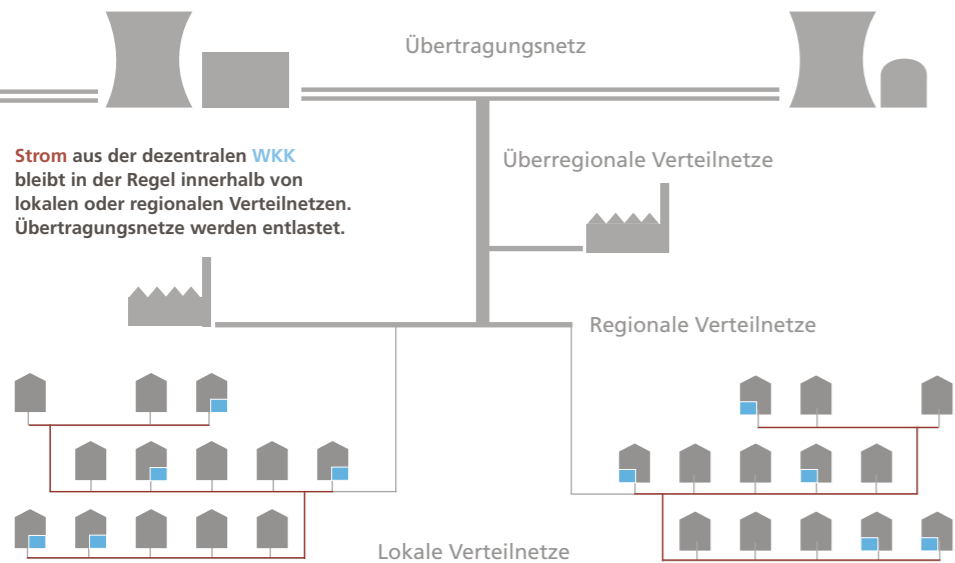 Übertragungsnetz
Strom aus der dezentralen WKK
bleibt in der Regel innerhalb von
lokalen oder regionalen Verteilnetzen.
Übertragungsnetze werden entlastet.
Überregionale Verteilnetze
Regionale Verteilnetze
Lokale Verteilnetze